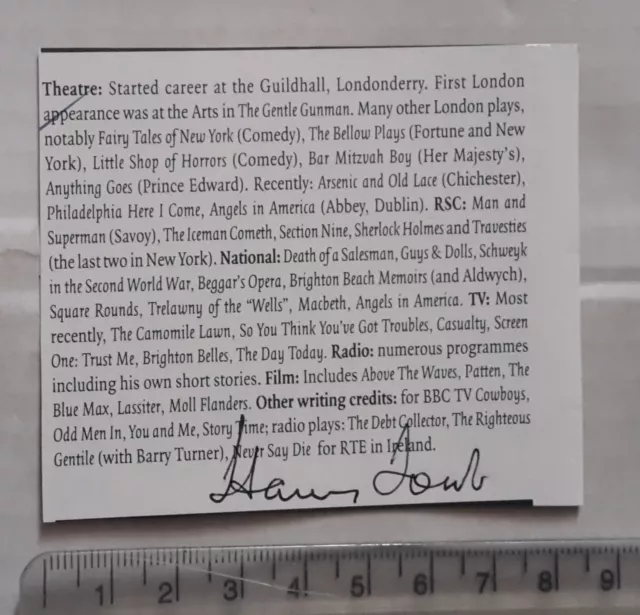 Theatre: Started career at the Guildhall, Londonderry. First London
appearance was at the Arts in The Gentle Gunman. Many other London plays,
notably Fairy Tales of New York (Comedy), The Bellow Plays (Fortune and New
York), Little Shop of Horrors (Comedy), Bar Mitzvah Boy (Her Majesty's),
Anything Goes (Prince Edward). Recently: Arsenic and Old Lace (Chichester),
Philadelphia Here I Come, Angels in America (Abbey, Dublin). RSC: Man and
Superman (Savoy), The Iceman Cometh, Section Nine, Sherlock Holmes and Travesties
(the last two in New York). National: Death of a Salesman, Guys & Dolls, Schweyk
in the Second World War, Beggar's Opera, Brighton Beach Memoirs (and Aldwych),
Square Rounds, Trelawny of the "Wells", Macbeth, Angels in America. TV: Most
recently, The Camomile Lawn, So You Think You've Got Troubles, Casualty, Screen
One: Trust Me, Brighton Belles, The Day Today. Radio: numerous programmes
including his own short stories. Film: Includes Above The Waves, Patten, The
Blue Max, Lassiter, Moll Flanders. Other writing credits: for BBC TV Cowboys,
Odd Men In, You and Me, Story Time; radio plays: The Debt Collector, The Righteous
Gentile (with Barry Turner), Never Say Die for RTE in Ireland.
Harry Towb
1 2 3 4 5 6 7 8 9